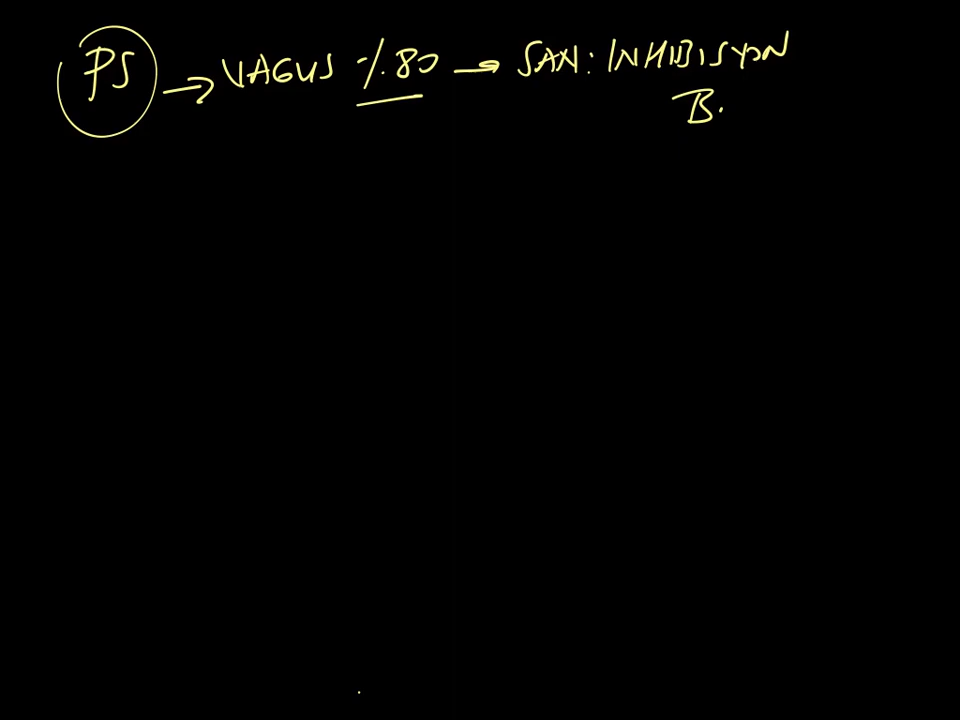 PS → VAGUS %80 → SAN: INHIBISYON
B.